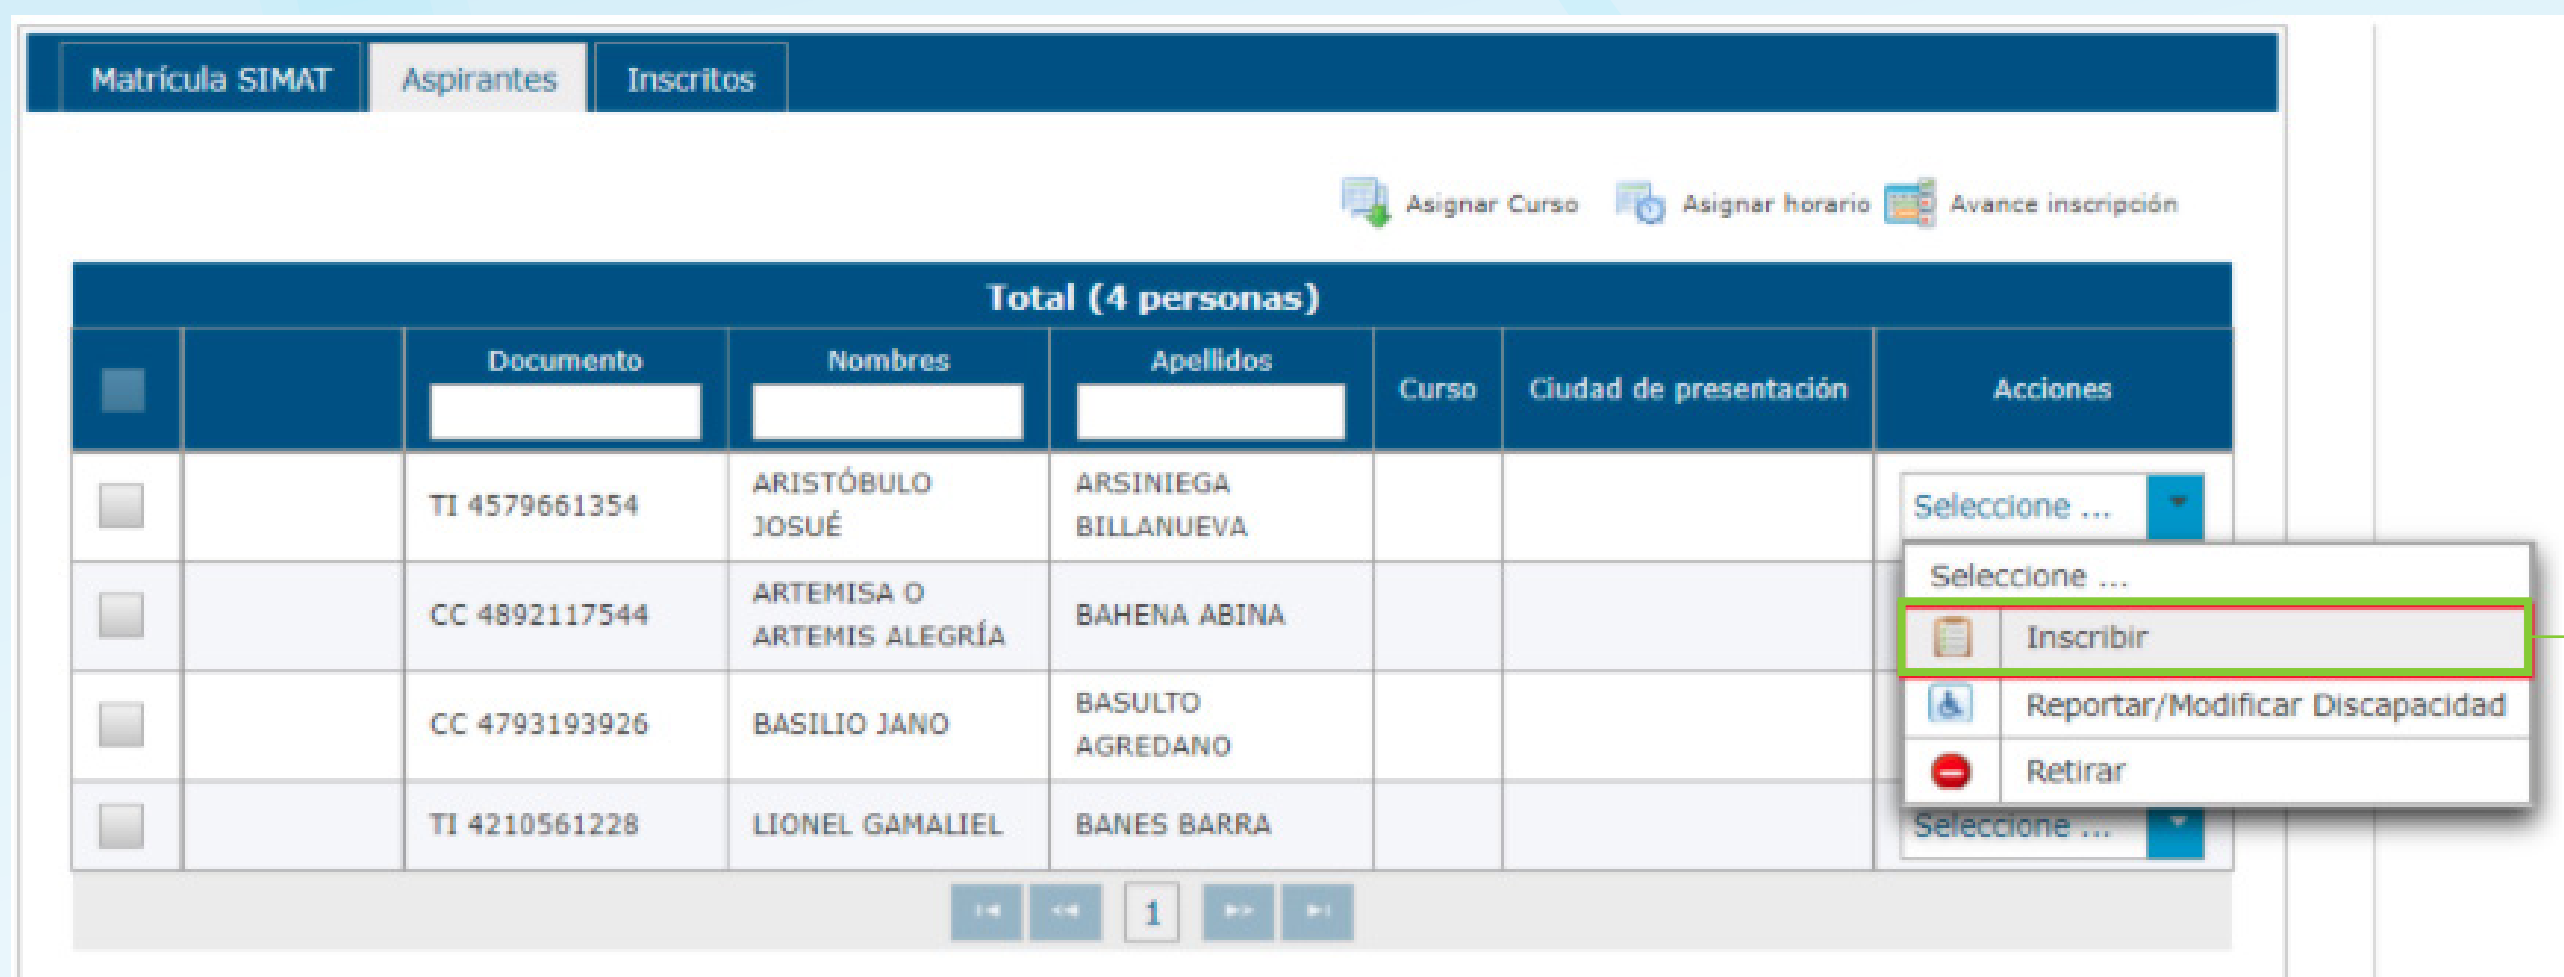 Matrícula SIMAT Aspirantes Inscritos
Asignar Curso Asignar horario Avance inscripción
Total (4 personas)
Documento Nombres Apellidos Curso Ciudad de presentación Acciones
TI 4579661354 ARISTÓBULO JOSUÉ ARSINIEGA BILLANUEVA Seleccione ...
Seleccione ...
CC 4892117544 ARTEMISA O ARTEMIS ALEGRÍA BAHENA ABINA
Inscribir
CC 4793193926 BASILIO JANO BASULTO AGREDANO
Reportar/Modificar Discapacidad
Retirar
TI 4210561228 LIONEL GAMALIEL BANES BARRA Seleccione ...
1